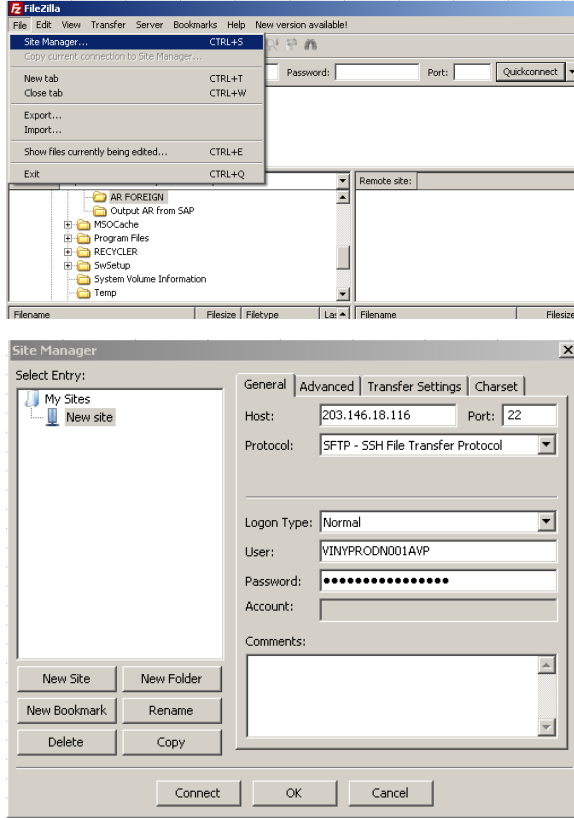 FileZilla
File Edit View Transfer Server Bookmarks Help New version available!
Site Manager... CTRL+S
Copy current connection to Site Manager...
New tab CTRL+T
Close tab CTRL+W
Export...
Import...
Show files currently being edited... CTRL+E
Exit CTRL+Q
Password: Port: Quickconnect
Remote site:
AR FOREIGN
Output AR from SAP
MSOCache
Program Files
RECYCLER
SwSetup
System Volume Information
Temp
Filename Filesize Filetype Las Filename Filesize
Site Manager
Select Entry:
My Sites
New site
New Site New Folder
New Bookmark Rename
Delete Copy
General Advanced Transfer Settings Charset
Host: 203.146.18.116 Port: 22
Protocol: SFTP - SSH File Transfer Protocol
Logon Type: Normal
User: VINYPRODN001AVP
Password: ●●●●●●●●●●●●●●●●
Account:
Comments:
Connect OK Cancel